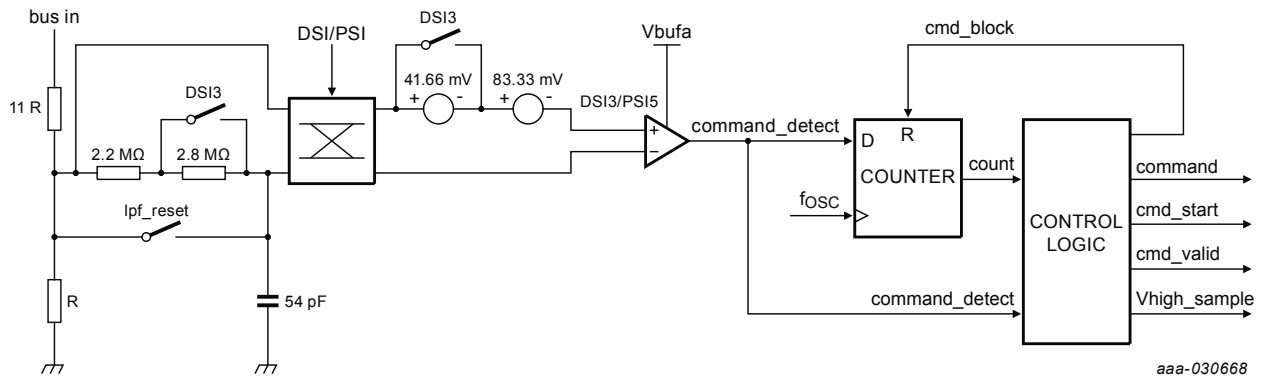 bus in
DSI3
DSI/PSI
Vbufa
cmd_block
41.66 mV
83.33 mV
+
-
+
-
11 R
DSI3
DSI3/PSI5
2.2 MΩ
2.8 MΩ
+
−
command_detect
D
R
COUNTER
count
command
lpf_reset
fOSC
CONTROL
LOGIC
cmd_start
cmd_valid
R
54 pF
command_detect
Vhigh_sample
aaa-030668